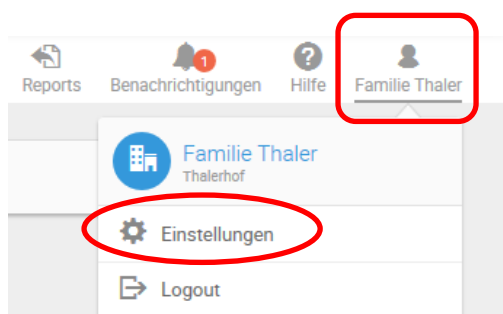 1
Reports Benachrichtigungen Hilfe Familie Thaler
Familie Thaler
Thalerhof
Einstellungen
Logout